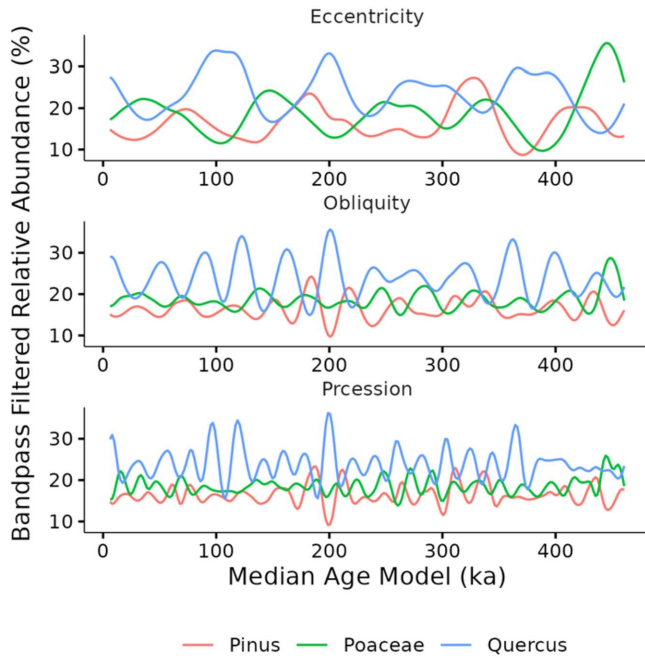 Eccentricity
30
20
10
0 100 200 300 400
Obliquity
30
20
10
0 100 200 300 400
Prcession
30
20
10
0 100 200 300 400
Bandpass Filtered Relative Abundance (%)
Median Age Model (ka)
Pinus Poaceae Quercus